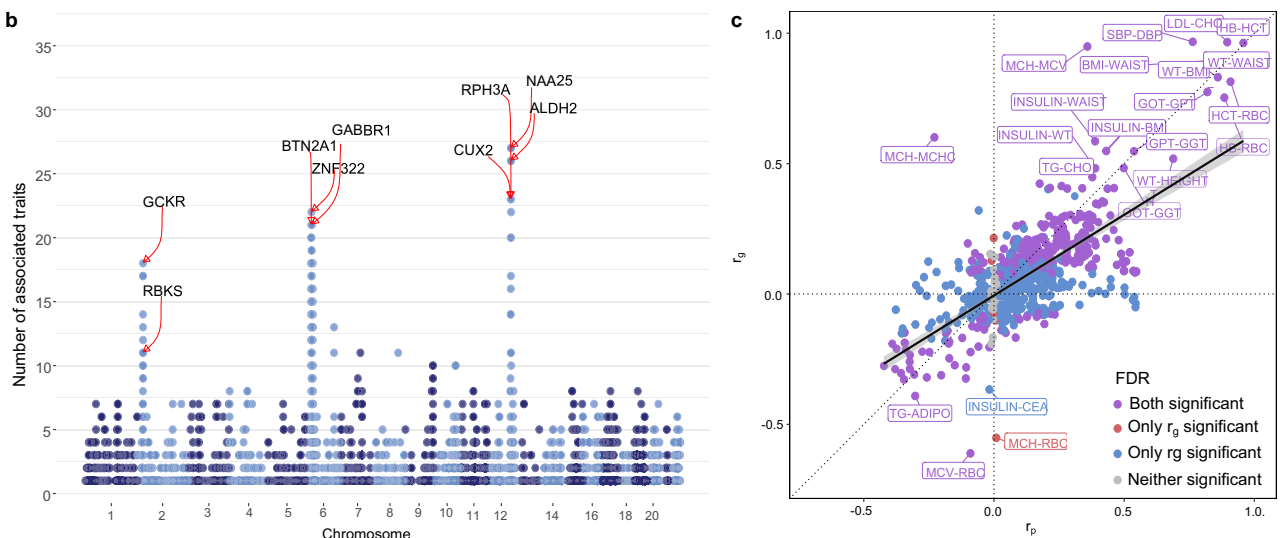 b
Number of associated traits
35
30
25
20
15
10
5
0
GCKR
RBKS
BTN2A1
GABBR1
ZNF322
RPH3A
NAA25
ALDH2
CUX2
1 2 3 4 5 6 7 8 9 10 11 12 14 16 18 20
Chromosome
c
r_g
1.0
0.5
0.0
-0.5
LDL-CHO
HB-HCT
SBP-DBP
MCH-MCV
BMI-WAIST
WT-WAIST
WT-BMI
INSULIN-WAIST
GOT-GPT
HCT-RBC
INSULIN-WT
INSULIN-BMI
GPT-GGT
HB-RBC
MCH-MCHC
TG-CHO
WT-HEIGHT
GOT-GGT
TG-ADIPO
INSULIN-CEA
MCH-RBC
MCV-RBC
FDR
Both significant
Only r_g significant
Only rg significant
Neither significant
-0.5 0.0 0.5 1.
r_p